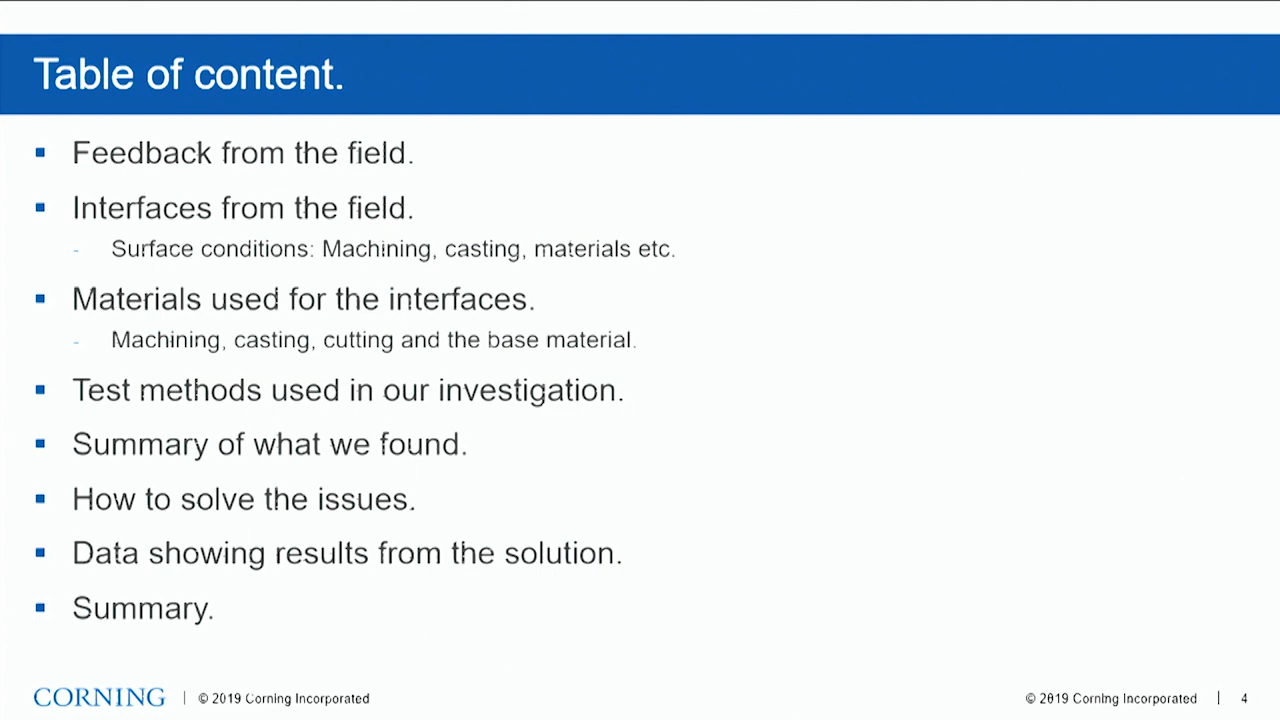 Table of content.
Feedback from the field.
Interfaces from the field.
- Surface conditions: Machining, casting, materials etc.
Materials used for the interfaces.
- Machining, casting, cutting and the base material.
Test methods used in our investigation.
Summary of what we found.
How to solve the issues.
Data showing results from the solution.
Summary.
CORNING | © 2019 Corning Incorporated
© 2019 Corning Incorporated | 4